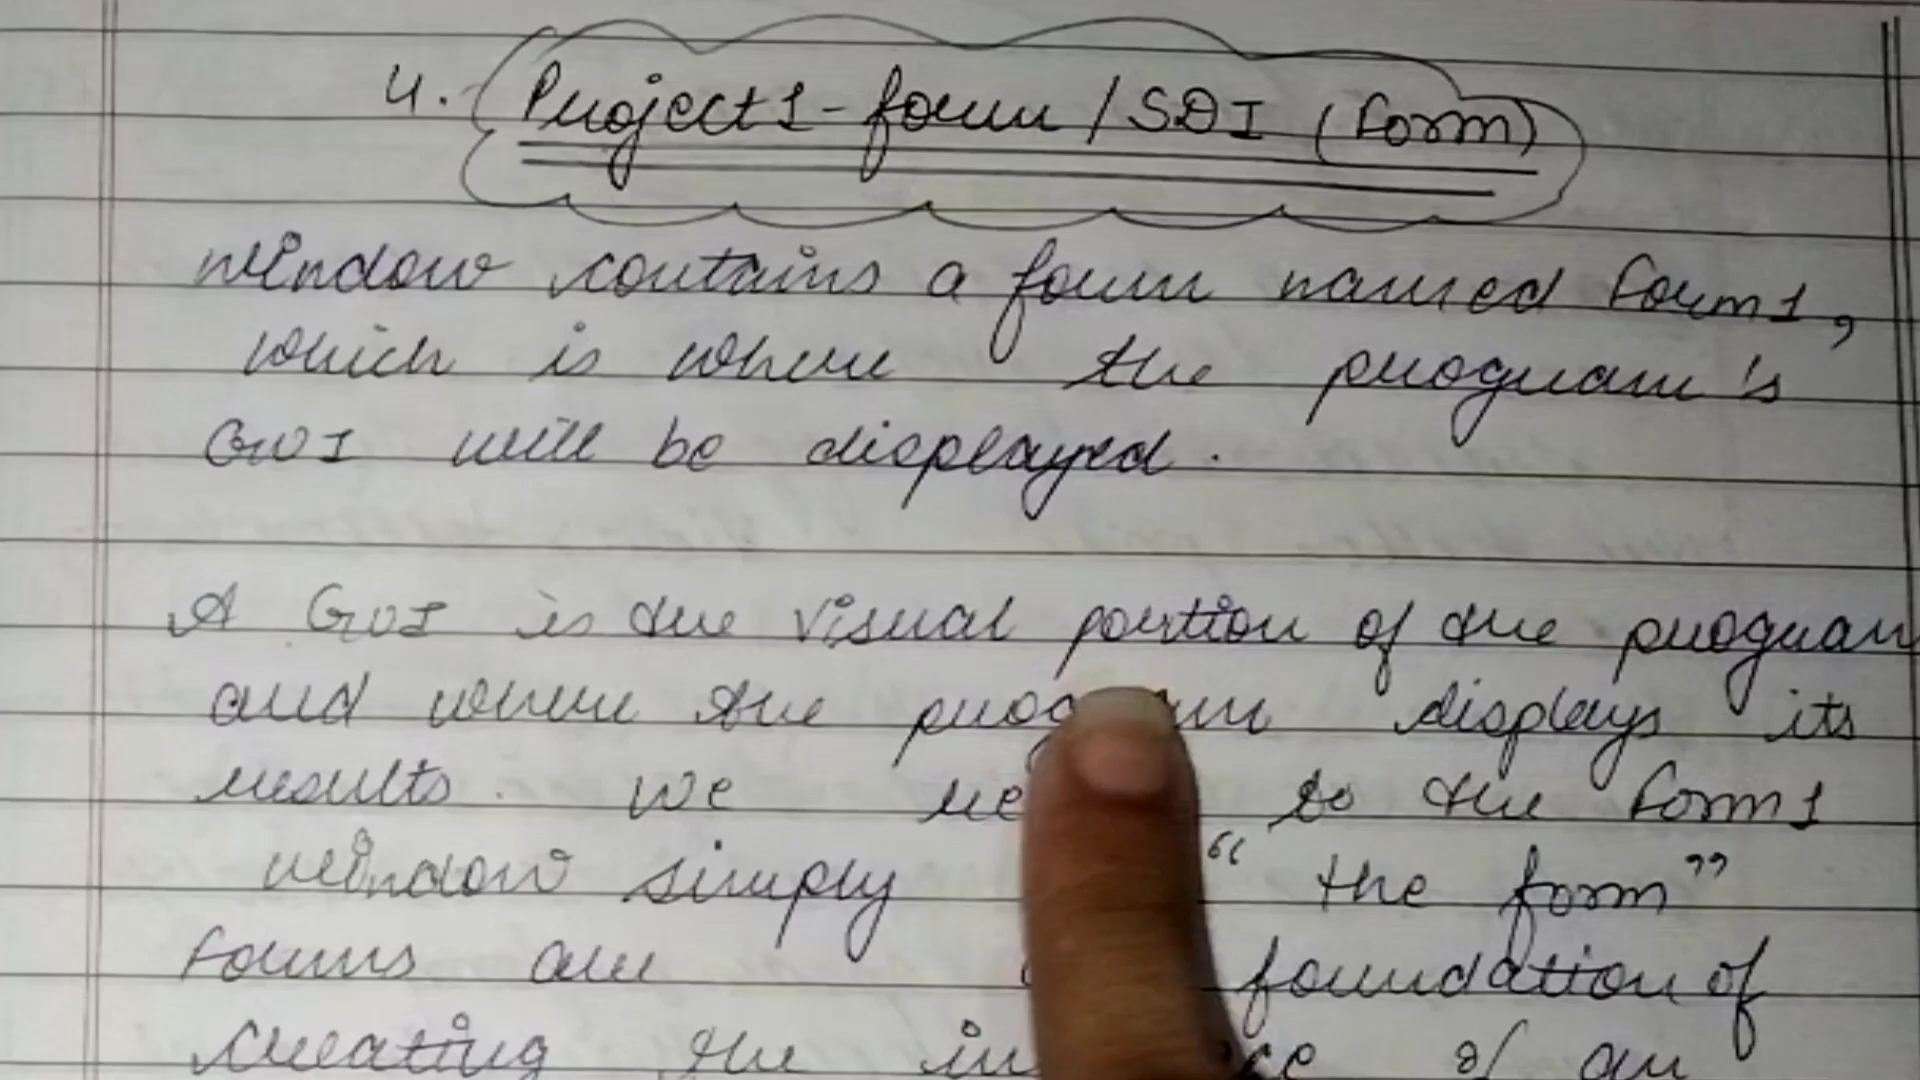 4. Project1-form / SDI (form)
window contains a form named Form1,
which is where the program's
GUI will be displayed.
A GUI is the visual portion of the program
and where the program displays its
results. we to the form1
window simply "the form"
Forms are foundation of
creating the of an